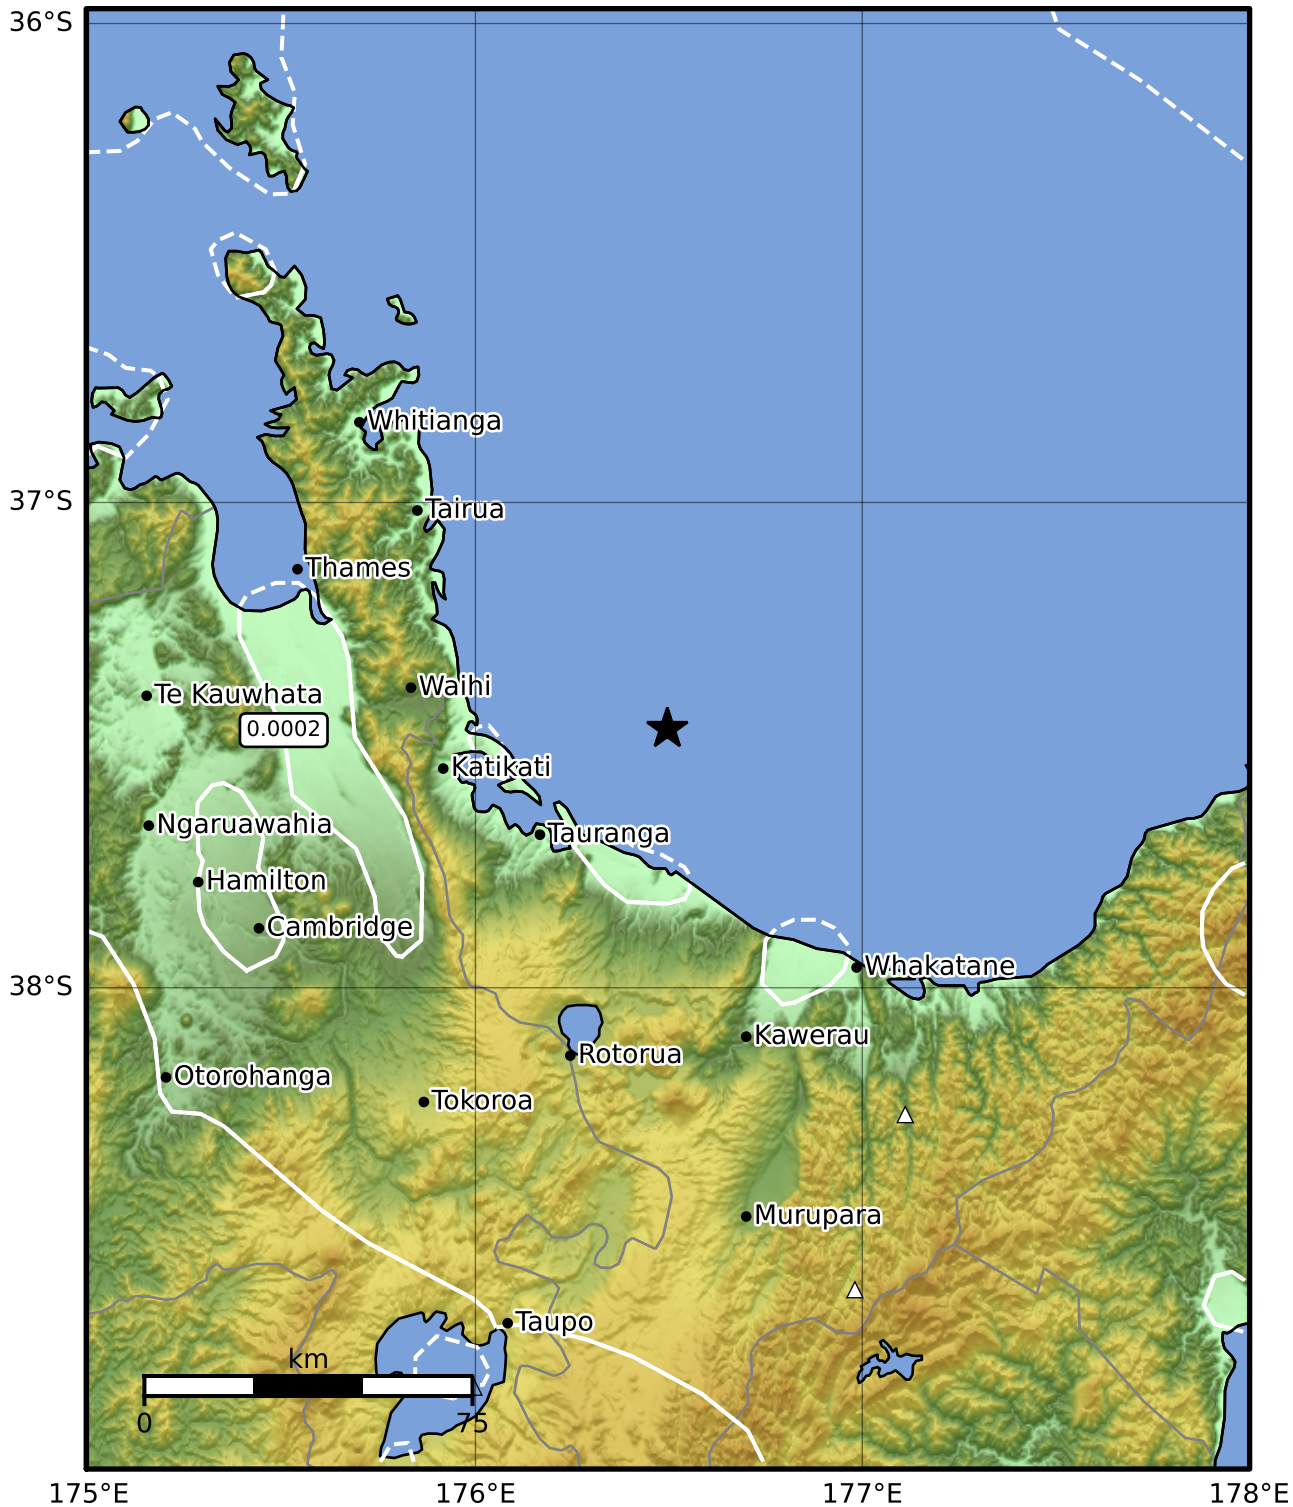 36°S
Whitianga
37°S
Tairua
Thames
Te Kauwhata
Waihi
0.0002
Katikati
Ngaruawahia
Tauranga
Hamilton
Cambridge
Whakatane
38°S
Kawerau
Rotorua
Otorohanga
Tokoroa
Murupara
Taupo
km
0 75
175°E 176°E 177°E 178°E